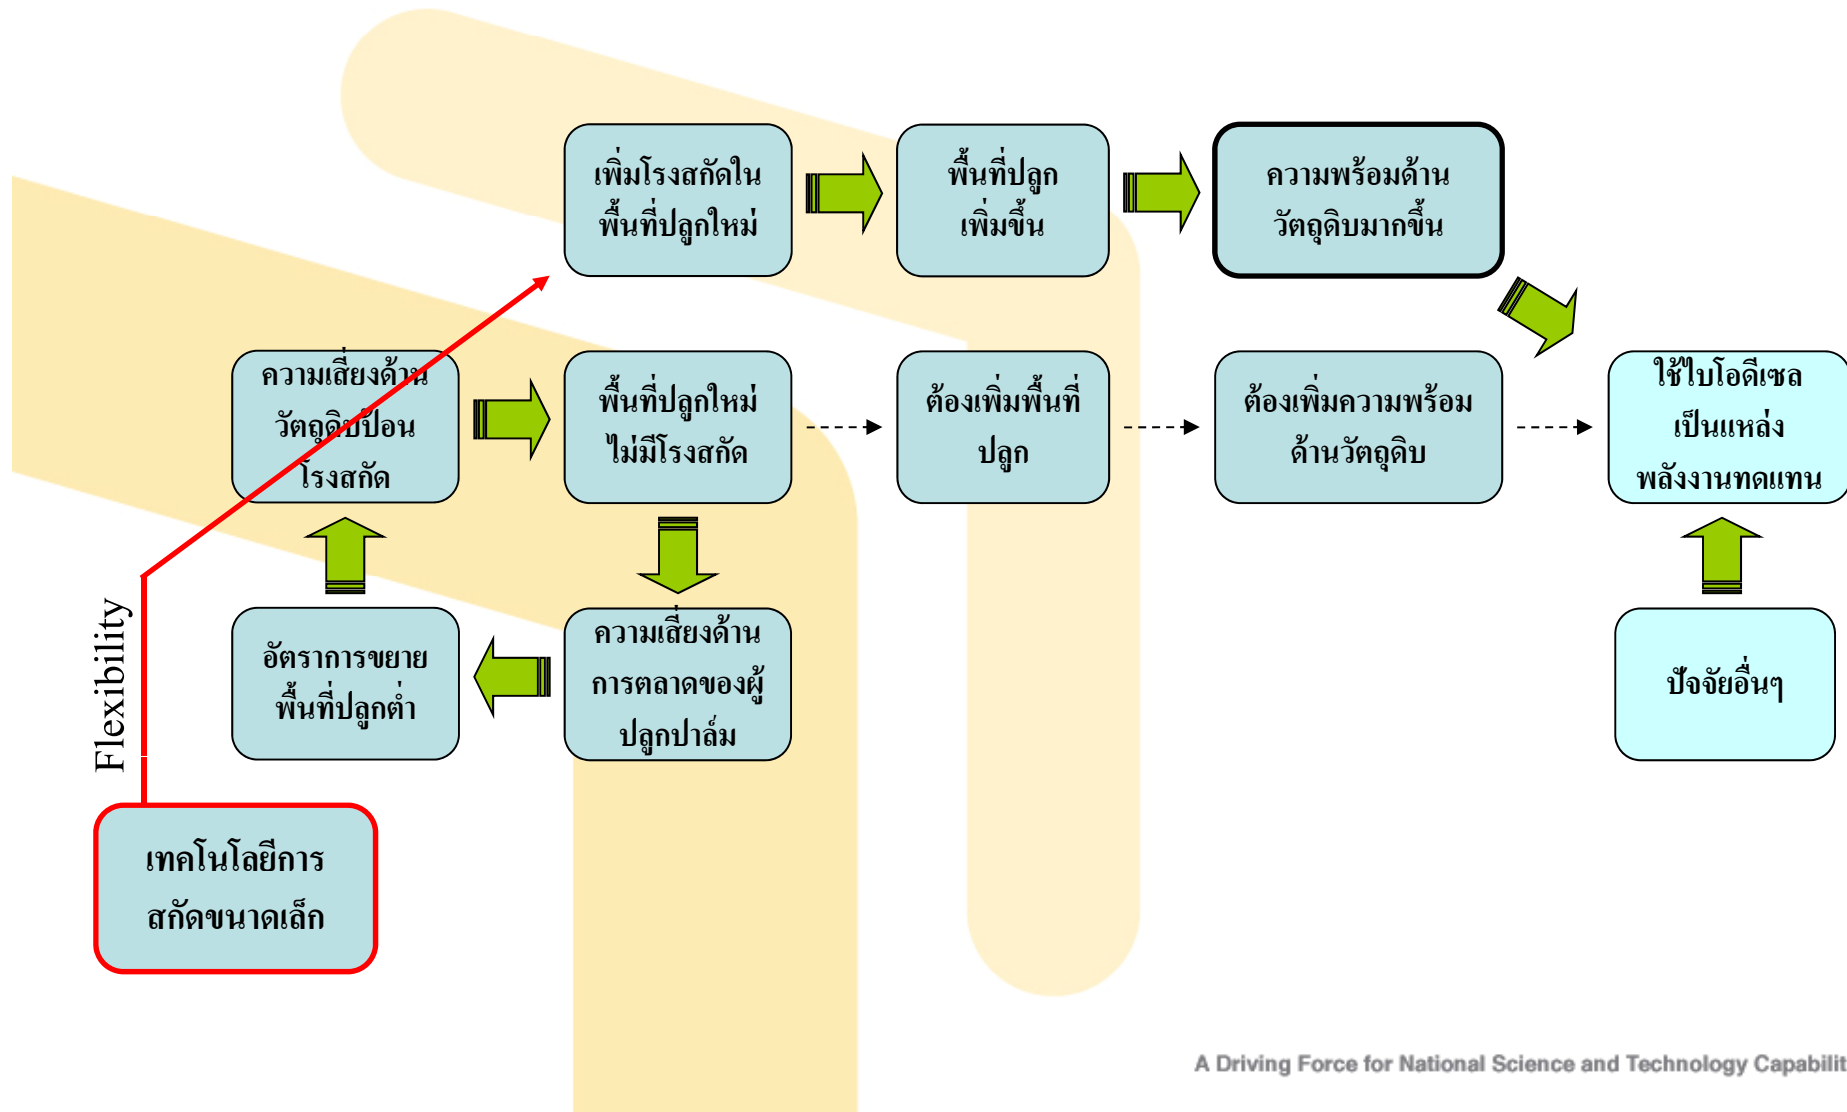 เพิ่มโรงสกัดใน
พื้นที่ปลูกใหม่
พื้นที่ปลูก
เพิ่มขึ้น
ความพร้อมด้าน
วัตถุดิบมากขึ้น
ความเสี่ยงด้าน
วัตถุดิบป้อน
โรงสกัด
พื้นที่ปลูกใหม่
ไม่มีโรงสกัด
ต้องเพิ่มพื้นที่
ปลูก
ต้องเพิ่มความพร้อม
ด้านวัตถุดิบ
ใช้ไบโอดีเซล
เป็นแหล่ง
พลังงานทดแทน
Flexibility
อัตราการขยาย
พื้นที่ปลูกต่ำ
ความเสี่ยงด้าน
การตลาดของผู้
ปลูกปาล์ม
ปัจจัยอื่นๆ
เทคโนโลยีการ
สกัดขนาดเล็ก
A Driving Force for National Science and Technology Capabilit